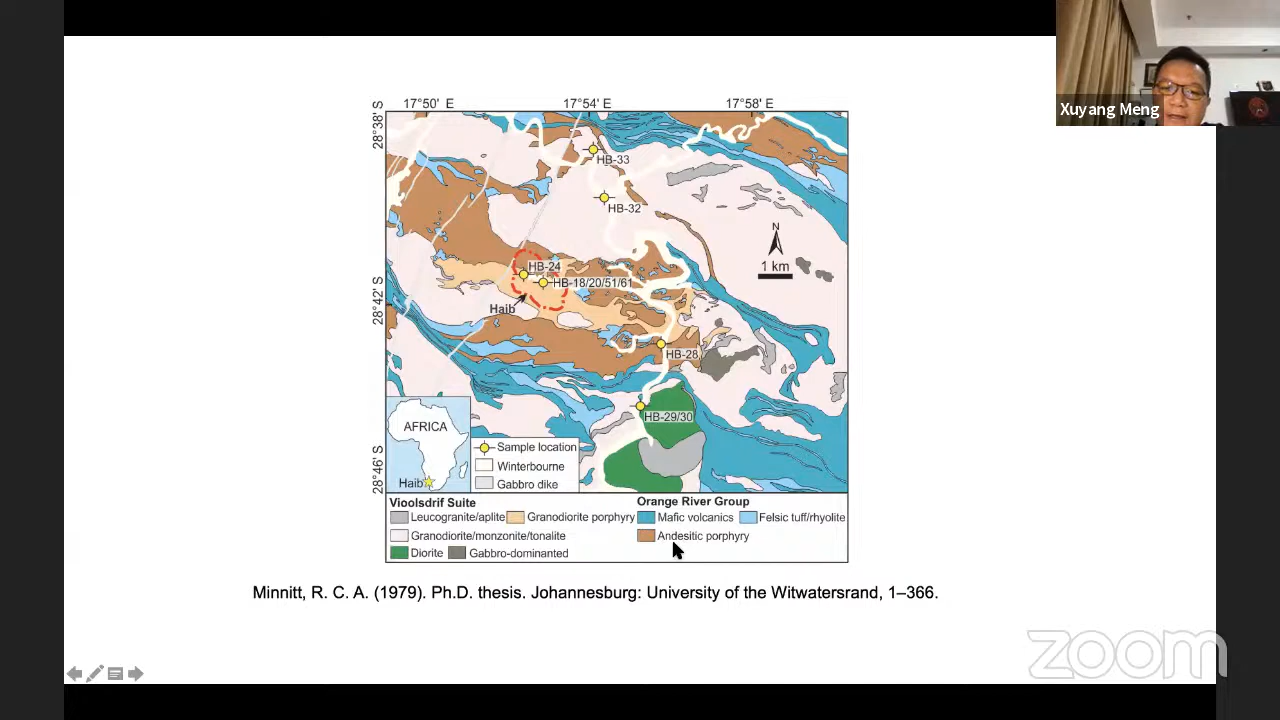 Xuyang Meng
17°50' E 17°54' E 17°58' E
28°38' S
HB-33
HB-32
N
1 km
HB-24
HB-18/20/51/61
Haib
28°42' S
HB-28
HB-29/30
AFRICA
Haib
28°46' S
Sample location
Winterbourne
Gabbro dike
Vioolsdrif Suite
Leucogranite/aplite Granodiorite porphyry
Granodiorite/monzonite/tonalite
Diorite Gabbro-dominanted
Orange River Group
Mafic volcanics Felsic tuff/rhyolite
Andesitic porphyry
Minnitt, R. C. A. (1979). Ph.D. thesis. Johannesburg: University of the Witwatersrand, 1–366.
zoom